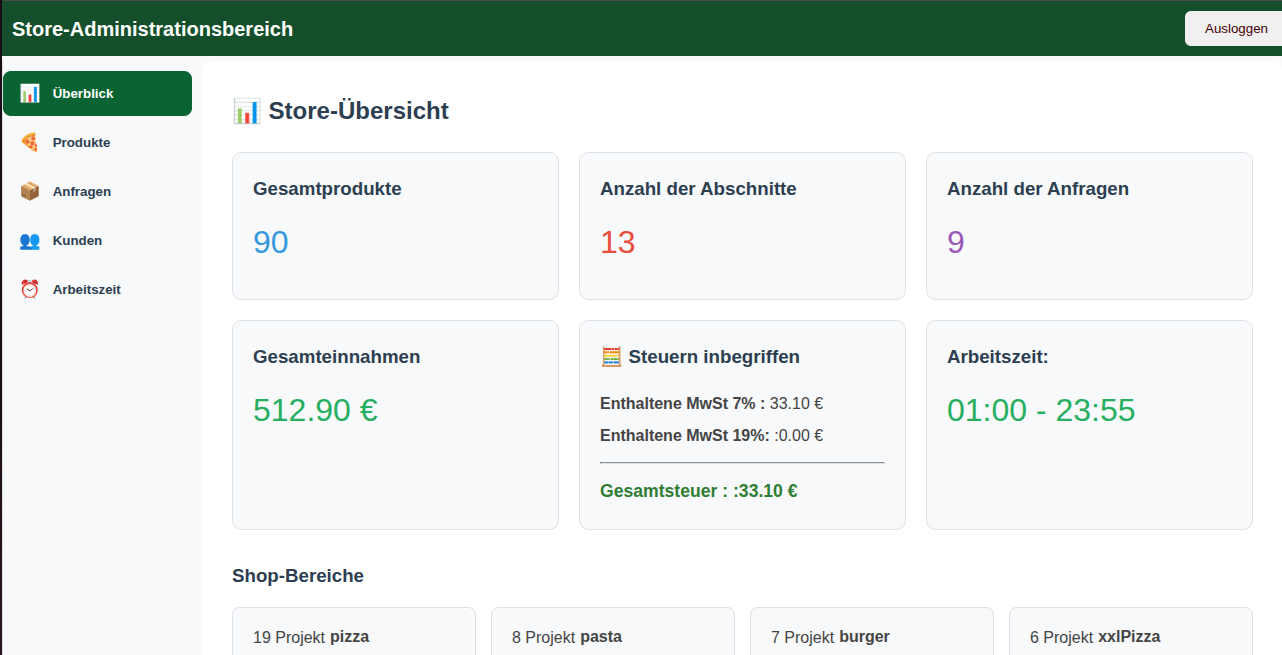 Store-Administrationsbereich
Ausloggen
Überblick
Produkte
Anfragen
Kunden
Arbeitszeit
Store-Übersicht
Gesamtprodukte
90
Anzahl der Abschnitte
13
Anzahl der Anfragen
9
Gesamteinnahmen
512.90 €
Steuern inbegriffen
Enthaltene MwSt 7% : 33.10 €
Enthaltene MwSt 19%: :0.00 €
Gesamtsteuer : :33.10 €
Arbeitszeit:
01:00 - 23:55
Shop-Bereiche
19 Projekt pizza
8 Projekt pasta
7 Projekt burger
6 Projekt xxlPizza